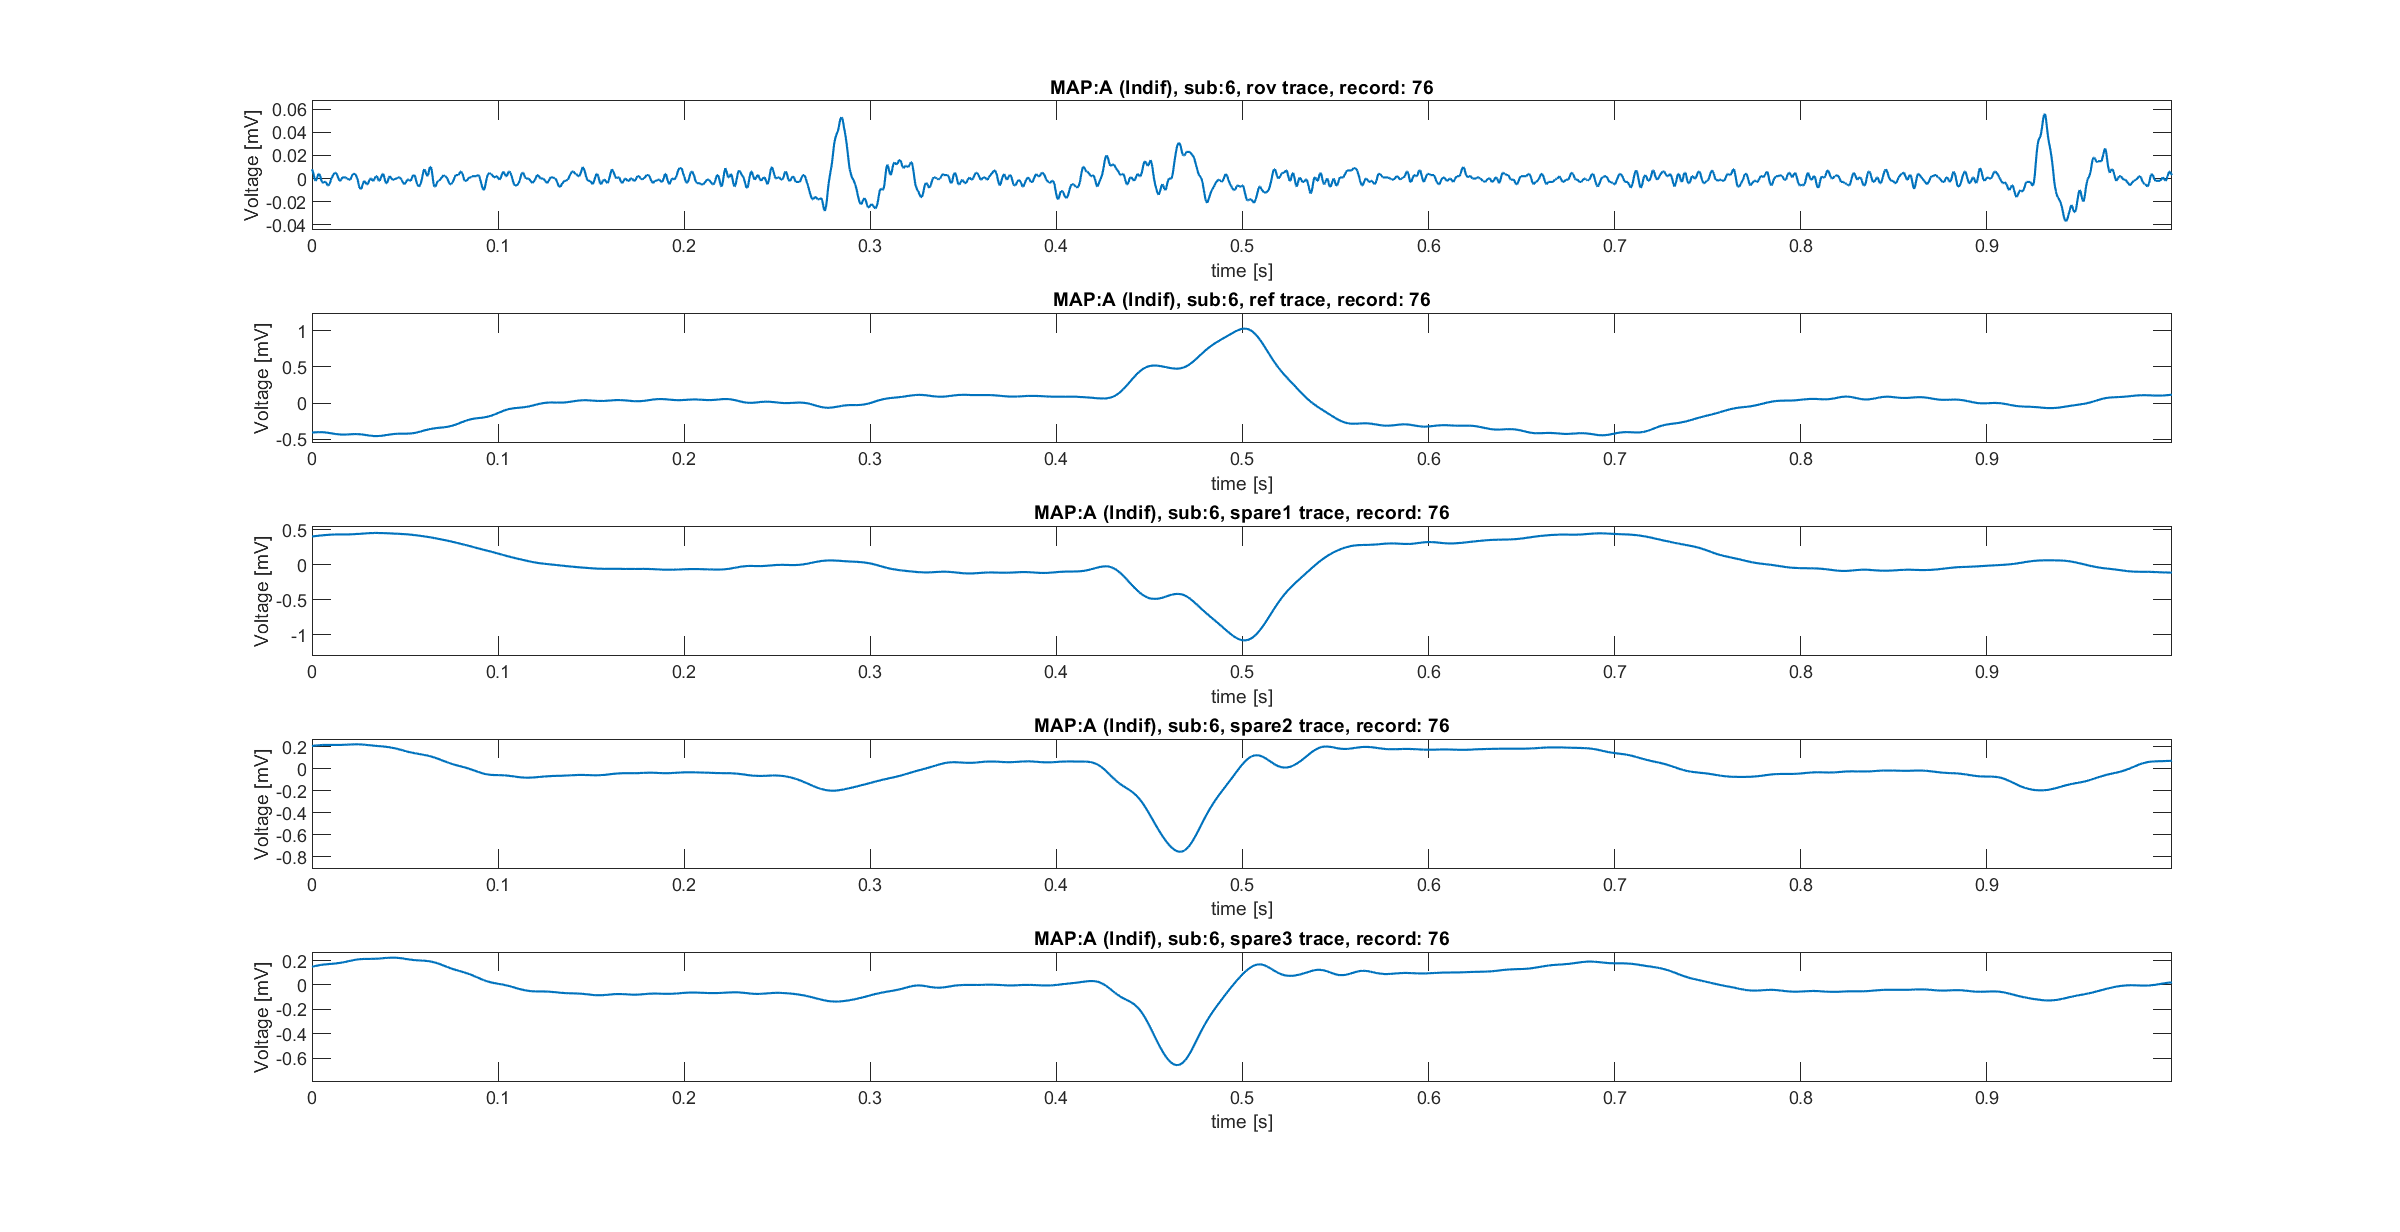 MAP:A (Indif), sub:6, rov trace, record: 76
0.06
0.04
0.02
0
-0.02
-0.04
Voltage [mV]
0 0.1 0.2 0.3 0.4 0.5 0.6 0.7 0.8 0.9
time [s]
MAP:A (Indif), sub:6, ref trace, record: 76
1
0.5
0
-0.5
Voltage [mV]
0 0.1 0.2 0.3 0.4 0.5 0.6 0.7 0.8 0.9
time [s]
MAP:A (Indif), sub:6, spare1 trace, record: 76
0.5
0
-0.5
-1
Voltage [mV]
0 0.1 0.2 0.3 0.4 0.5 0.6 0.7 0.8 0.9
time [s]
MAP:A (Indif), sub:6, spare2 trace, record: 76
0.2
0
-0.2
-0.4
-0.6
-0.8
Voltage [mV]
0 0.1 0.2 0.3 0.4 0.5 0.6 0.7 0.8 0.9
time [s]
MAP:A (Indif), sub:6, spare3 trace, record: 76
0.2
0
-0.2
-0.4
-0.6
Voltage [mV]
0 0.1 0.2 0.3 0.4 0.5 0.6 0.7 0.8 0.9
time [s]